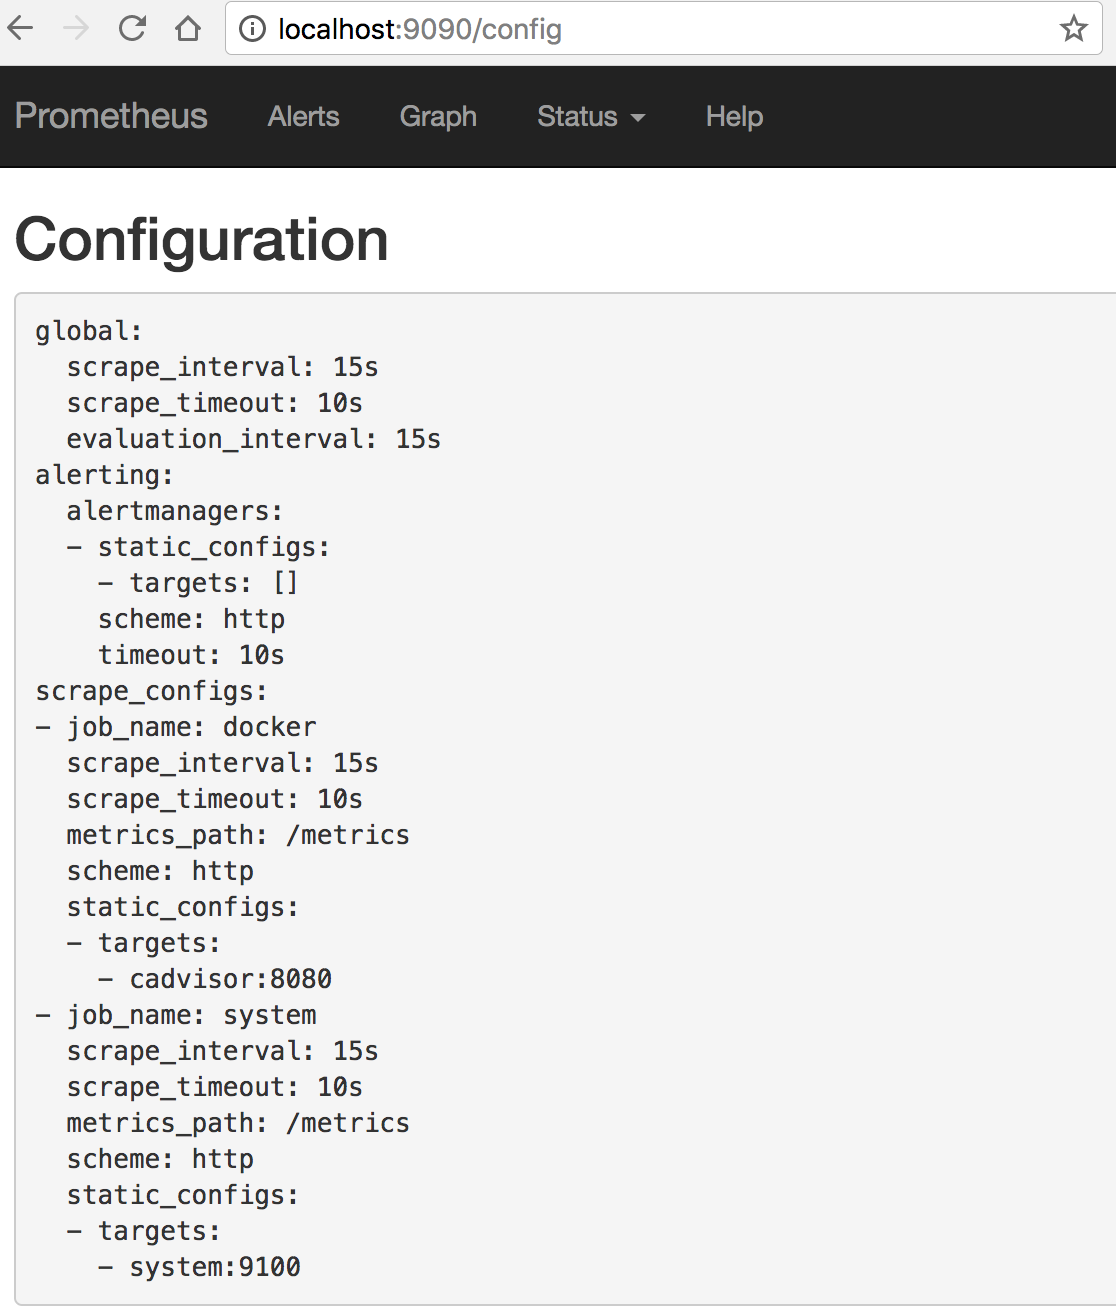 localhost:9090/config
Prometheus Alerts Graph Status Help
Configuration
global:
  scrape_interval: 15s
  scrape_timeout: 10s
  evaluation_interval: 15s
alerting:
  alertmanagers:
  - static_configs:
    - targets: []
    scheme: http
    timeout: 10s
scrape_configs:
- job_name: docker
  scrape_interval: 15s
  scrape_timeout: 10s
  metrics_path: /metrics
  scheme: http
  static_configs:
  - targets:
    - cadvisor:8080
- job_name: system
  scrape_interval: 15s
  scrape_timeout: 10s
  metrics_path: /metrics
  scheme: http
  static_configs:
  - targets:
    - system:9100